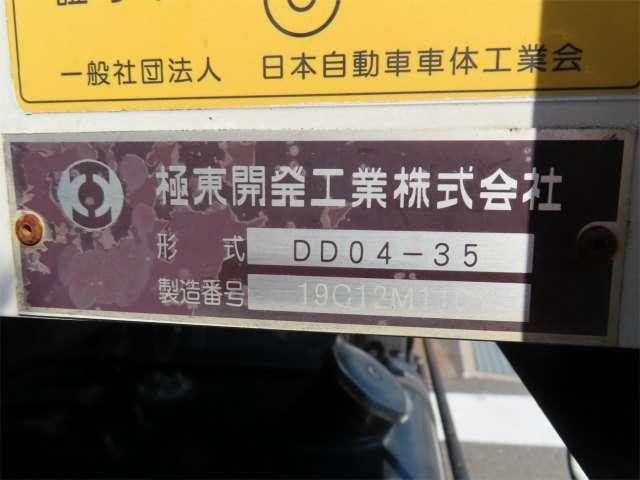 一般社団法人 日本自動車車体工業会
極東開発工業株式会社
形 式 DD04-35
製造番号